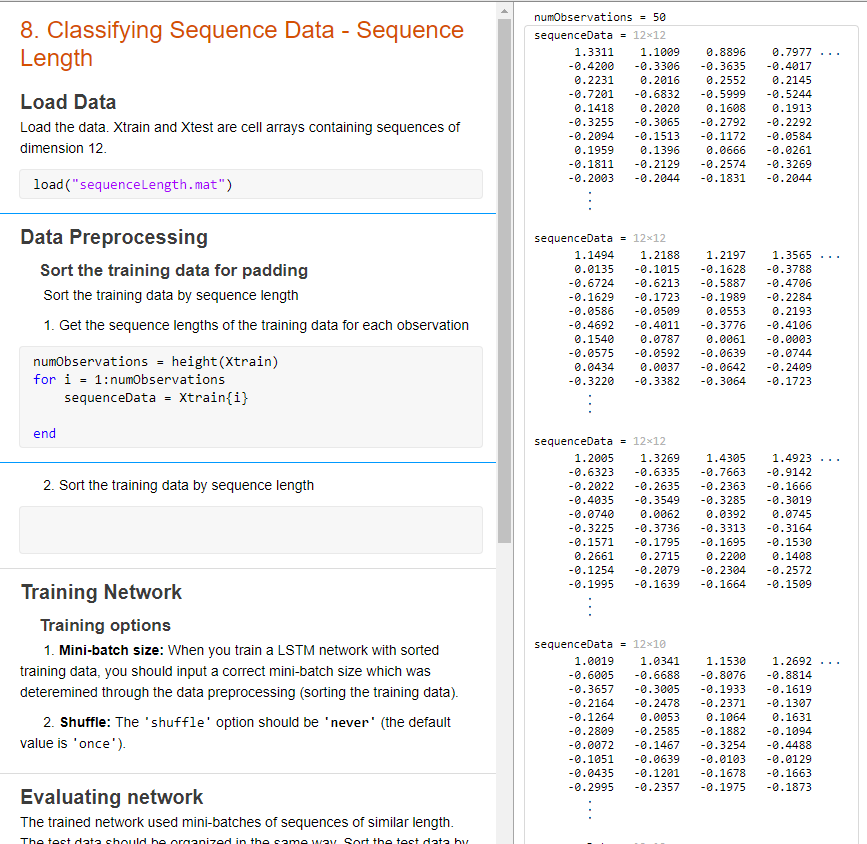 8. Classifying Sequence Data - Sequence
Length
Load Data
Load the data. Xtrain and Xtest are cell arrays containing sequences of
dimension 12.
load("sequenceLength.mat")
Data Preprocessing
Sort the training data for padding
Sort the training data by sequence length
1. Get the sequence lengths of the training data for each observation
numObservations = height(Xtrain)
for i = 1:numObservations
sequenceData = Xtrain{i}
end
2. Sort the training data by sequence length
Training Network
Training options
1. Mini-batch size: When you train a LSTM network with sorted
training data, you should input a correct mini-batch size which was
deteremined through the data preprocessing (sorting the training data).
2. Shuffle: The 'shuffle' option should be 'never' (the default
value is 'once').
Evaluating network
The trained network used mini-batches of sequences of similar length.
The test data should be organized in the same way. Sort the test data by
numObservations = 50
sequenceData = 12×12
1.3311 1.1009 0.8896 0.7977 ...
-0.4200 -0.3306 -0.3635 -0.4017
0.2231 0.2016 0.2552 0.2145
-0.7201 -0.6832 -0.5999 -0.5244
0.1418 0.2020 0.1608 0.1913
-0.3255 -0.3065 -0.2792 -0.2292
-0.2094 -0.1513 -0.1172 -0.0584
0.1959 0.1396 0.0666 -0.0261
-0.1811 -0.2129 -0.2574 -0.3269
-0.2003 -0.2044 -0.1831 -0.2044
⋮
sequenceData = 12×12
1.1494 1.2188 1.2197 1.3565 ...
0.0135 -0.1015 -0.1628 -0.3788
-0.6724 -0.6213 -0.5887 -0.4706
-0.1629 -0.1723 -0.1989 -0.2284
-0.0586 -0.0509 0.0553 0.2193
-0.4692 -0.4011 -0.3776 -0.4106
0.1540 0.0787 0.0061 -0.0003
-0.0575 -0.0592 -0.0639 -0.0744
0.0434 0.0037 -0.0642 -0.2409
-0.3220 -0.3382 -0.3064 -0.1723
⋮
sequenceData = 12×12
1.2005 1.3269 1.4305 1.4923 ...
-0.6323 -0.6335 -0.7663 -0.9142
-0.2022 -0.2635 -0.2363 -0.1666
-0.4035 -0.3549 -0.3285 -0.3019
-0.0740 0.0062 0.0392 0.0745
-0.3225 -0.3736 -0.3313 -0.3164
-0.1571 -0.1795 -0.1695 -0.1530
0.2661 0.2715 0.2200 0.1408
-0.1254 -0.2079 -0.2304 -0.2572
-0.1995 -0.1639 -0.1664 -0.1509
⋮
sequenceData = 12×10
1.0019 1.0341 1.1530 1.2692 ...
-0.6005 -0.6688 -0.8076 -0.8814
-0.3657 -0.3005 -0.1933 -0.1619
-0.2164 -0.2478 -0.2371 -0.1307
-0.1264 0.0053 0.1064 0.1631
-0.2809 -0.2585 -0.1882 -0.1094
-0.0072 -0.1467 -0.3254 -0.4488
-0.1051 -0.0639 -0.0103 -0.0129
-0.0435 -0.1201 -0.1678 -0.1663
-0.2995 -0.2357 -0.1975 -0.1873
⋮